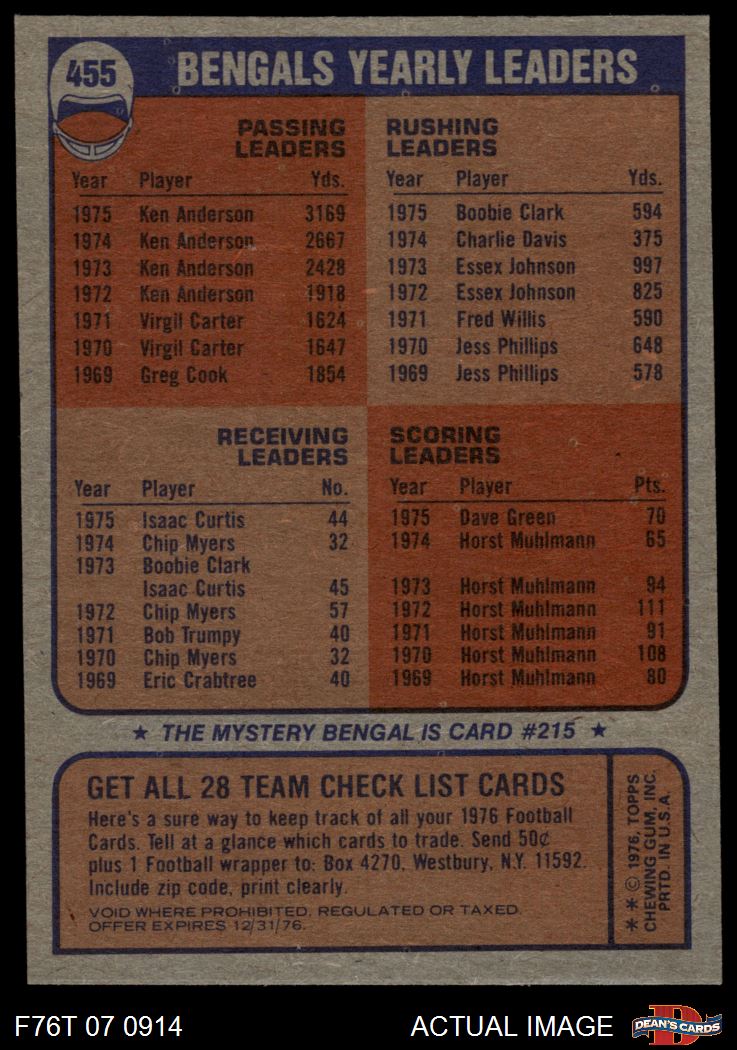 455
BENGALS YEARLY LEADERS
PASSING
LEADERS
Year Player Yds.
1975 Ken Anderson 3169
1974 Ken Anderson 2667
1973 Ken Anderson 2428
1972 Ken Anderson 1918
1971 Virgil Carter 1624
1970 Virgil Carter 1647
1969 Greg Cook 1854
RUSHING
LEADERS
Year Player Yds.
1975 Boobie Clark 594
1974 Charlie Davis 375
1973 Essex Johnson 997
1972 Essex Johnson 825
1971 Fred Willis 590
1970 Jess Phillips 648
1969 Jess Phillips 578
RECEIVING
LEADERS
Year Player No.
1975 Isaac Curtis 44
1974 Chip Myers 32
1973 Boobie Clark
Isaac Curtis 45
1972 Chip Myers 57
1971 Bob Trumpy 40
1970 Chip Myers 32
1969 Eric Crabtree 40
SCORING
LEADERS
Year Player Pts.
1975 Dave Green 70
1974 Horst Muhlmann 65
1973 Horst Muhlmann 94
1972 Horst Muhlmann 111
1971 Horst Muhlmann 91
1970 Horst Muhlmann 108
1969 Horst Muhlmann 80
★ THE MYSTERY BENGAL IS CARD #215 ★
GET ALL 28 TEAM CHECK LIST CARDS
Here's a sure way to keep track of all your 1976 Football
Cards. Tell at a glance which cards to trade. Send 50¢
plus 1 Football wrapper to: Box 4270, Westbury, N.Y. 11592.
Include zip code, print clearly.
VOID WHERE PROHIBITED, REGULATED OR TAXED.
OFFER EXPIRES 12/31/76.
* * © 1976, TOPPS
CHEWING GUM, INC.
PRTD. IN U.S.A.
F76T 07 0914
ACTUAL IMAGE
D
DEAN'S CARDS